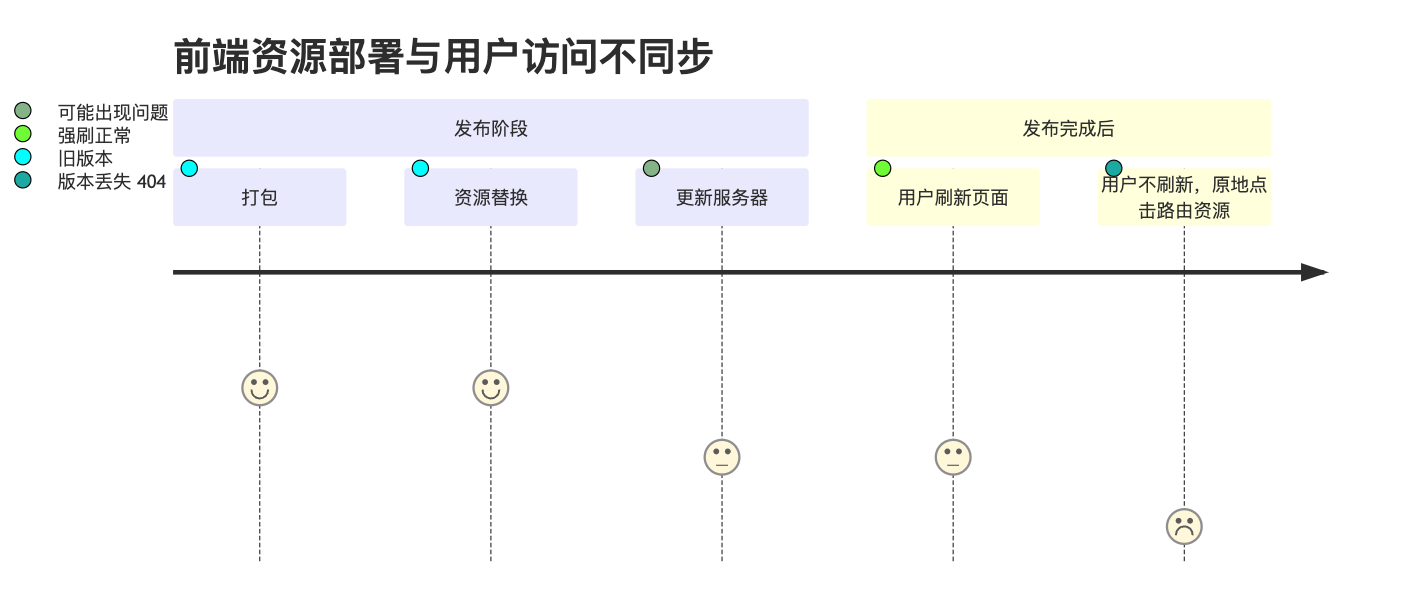 前端资源部署与用户访问不同步
可能出现问题
强刷正常
旧版本
版本丢失 404
发布阶段
发布完成后
打包
资源替换
更新服务器
用户刷新页面
用户不刷新，原地点
击路由资源